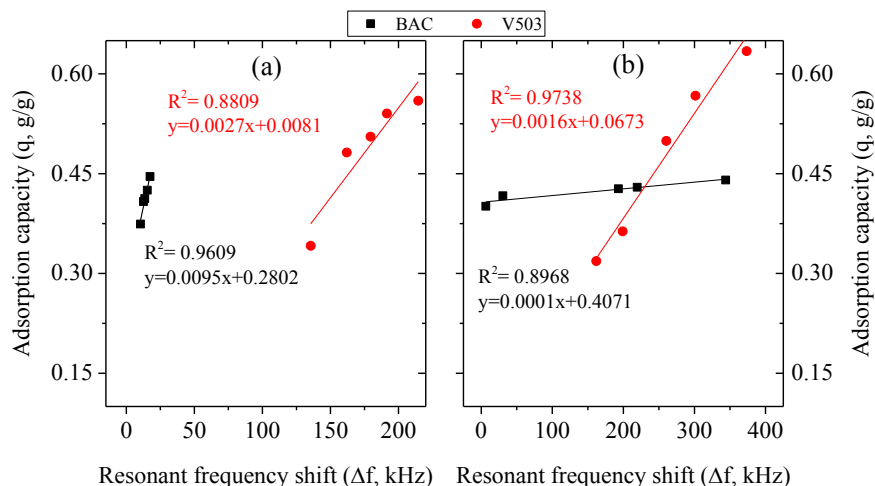 BAC V503
(a)
R²= 0.8809
y=0.0027x+0.0081
R²= 0.9609
y=0.0095x+0.2802
0.60
0.45
0.30
0.15
0 50 100 150 200
Adsorption capacity (q, g/g)
Resonant frequency shift (Δf, kHz)
(b)
R²= 0.9738
y=0.0016x+0.0673
R²= 0.8968
y=0.0001x+0.4071
0.60
0.45
0.30
0.15
0 100 200 300 400
Adsorption capacity (q, g/g)
Resonant frequency shift (Δf, kHz)